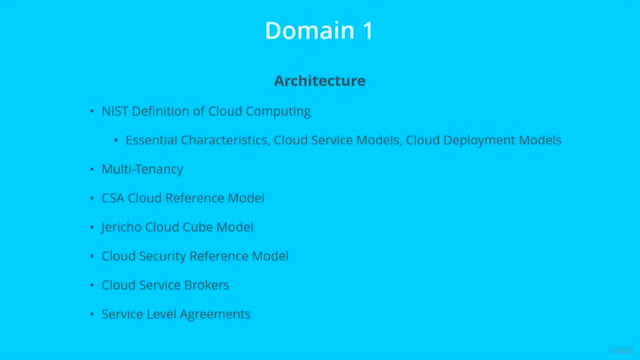 Domain 1
Architecture
• NIST Definition of Cloud Computing
• Essential Characteristics, Cloud Service Models, Cloud Deployment Models
• Multi-Tenancy
• CSA Cloud Reference Model
• Jericho Cloud Cube Model
• Cloud Security Reference Model
• Cloud Service Brokers
• Service Level Agreements